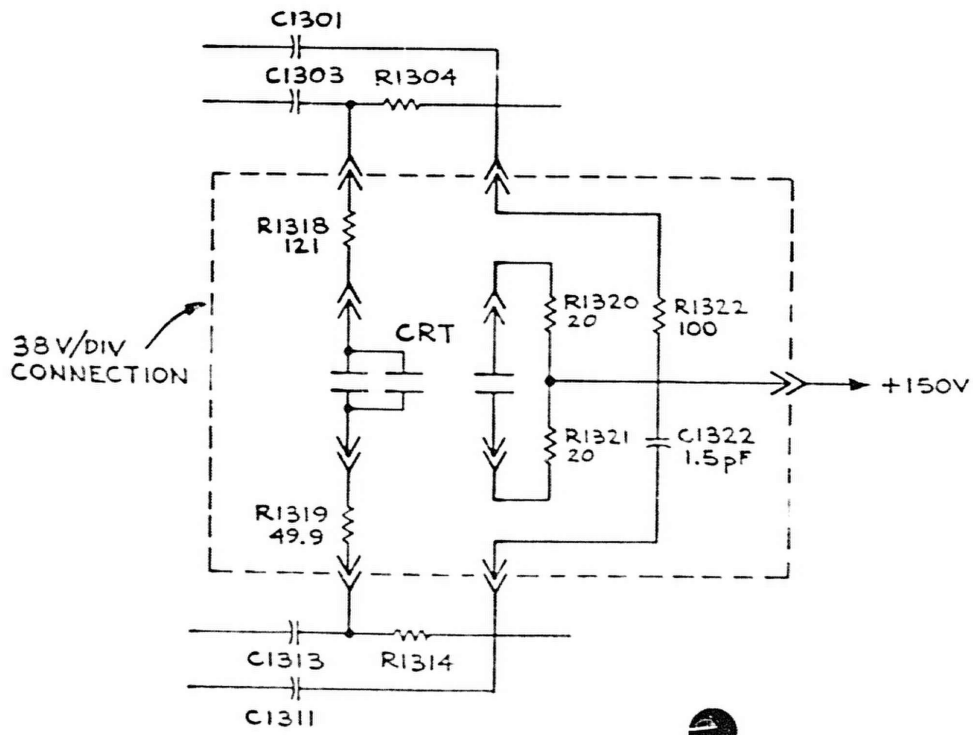 C1301
C1303
R1304
R1318
121
R1320
20
R1322
100
CRT
38V/DIV
CONNECTION
+150V
R1321
20
C1322
1.5pF
R1319
49.9
C1313
R1314
C1311